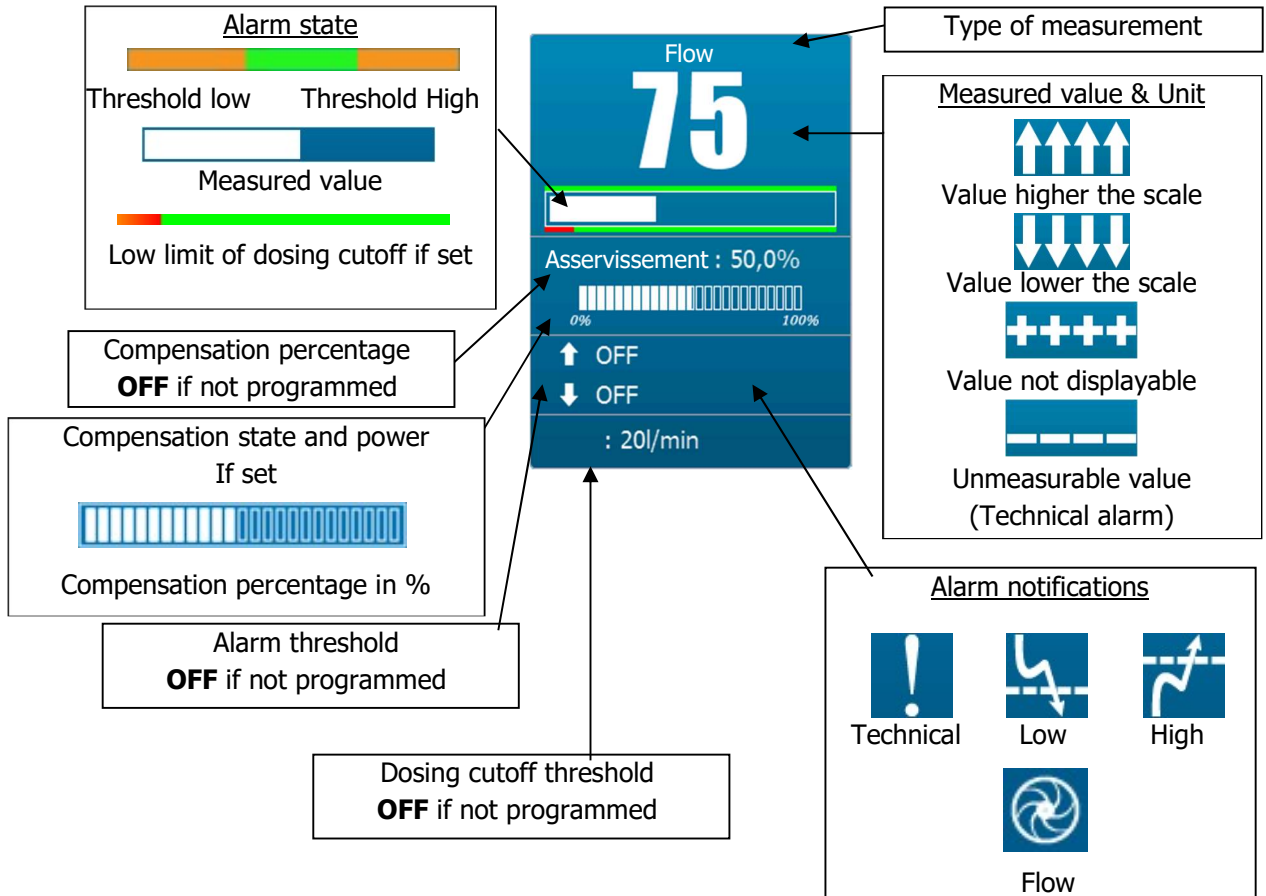 Alarm state
Threshold low Threshold High
Measured value
Low limit of dosing cutoff if set
Compensation percentage
OFF if not programmed
Compensation state and power
If set
Compensation percentage in %
Alarm threshold
OFF if not programmed
Dosing cutoff threshold
OFF if not programmed
Flow
75
Asservissement : 50,0%
0% 100%
OFF
OFF
: 20l/min
Type of measurement
Measured value & Unit
Value higher the scale
Value lower the scale
Value not displayable
Unmeasurable value
(Technical alarm)
Alarm notifications
Technical Low High
Flow